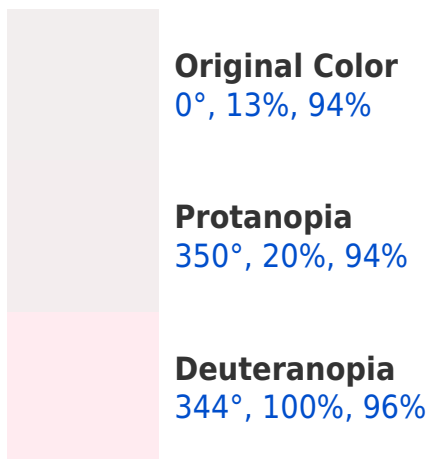 Original Color
0°, 13%, 94%
Protanopia
350°, 20%, 94%
Deuteranopia
344°, 100%, 96%